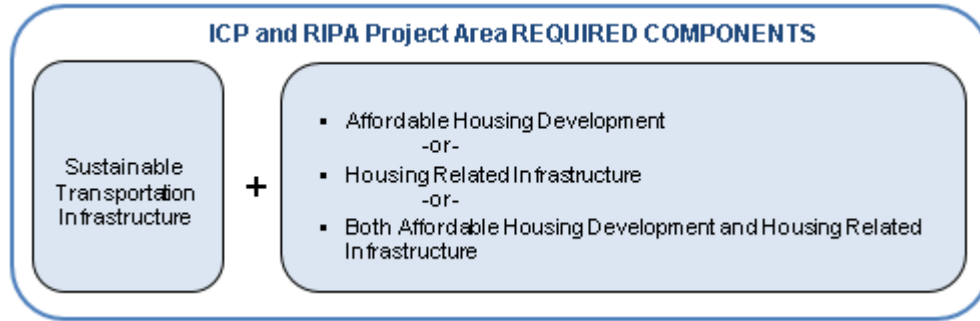 ICP and RIPA Project Area REQUIRED COMPONENTS
Sustainable
Transportation
Infrastructure
+
▪ Affordable Housing Development
-or-
▪ Housing Related Infrastructure
-or-
▪ Both Affordable Housing Development and Housing Related
Infrastructure